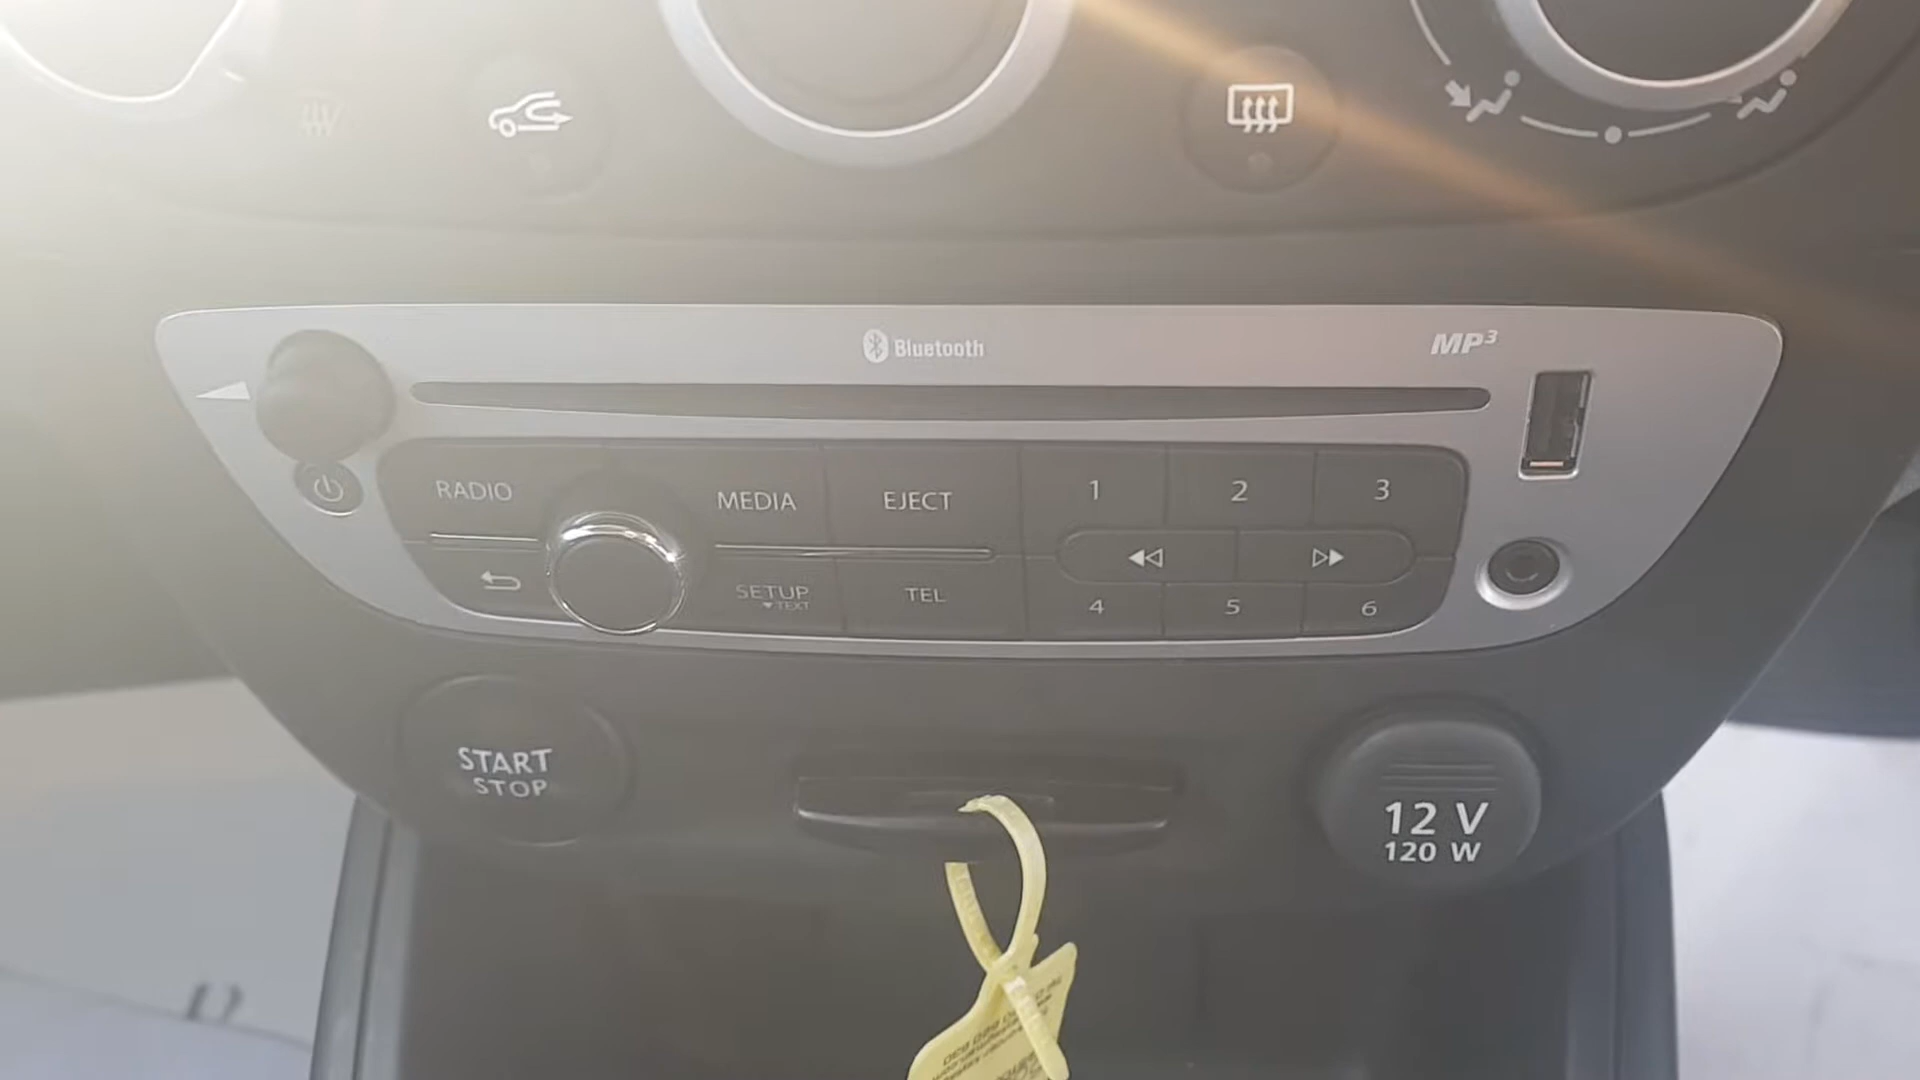 Bluetooth
MP3
RADIO
MEDIA
EJECT
1
2
3
SETUP
TEXT
TEL
4
5
6
START
STOP
12 V
120 W